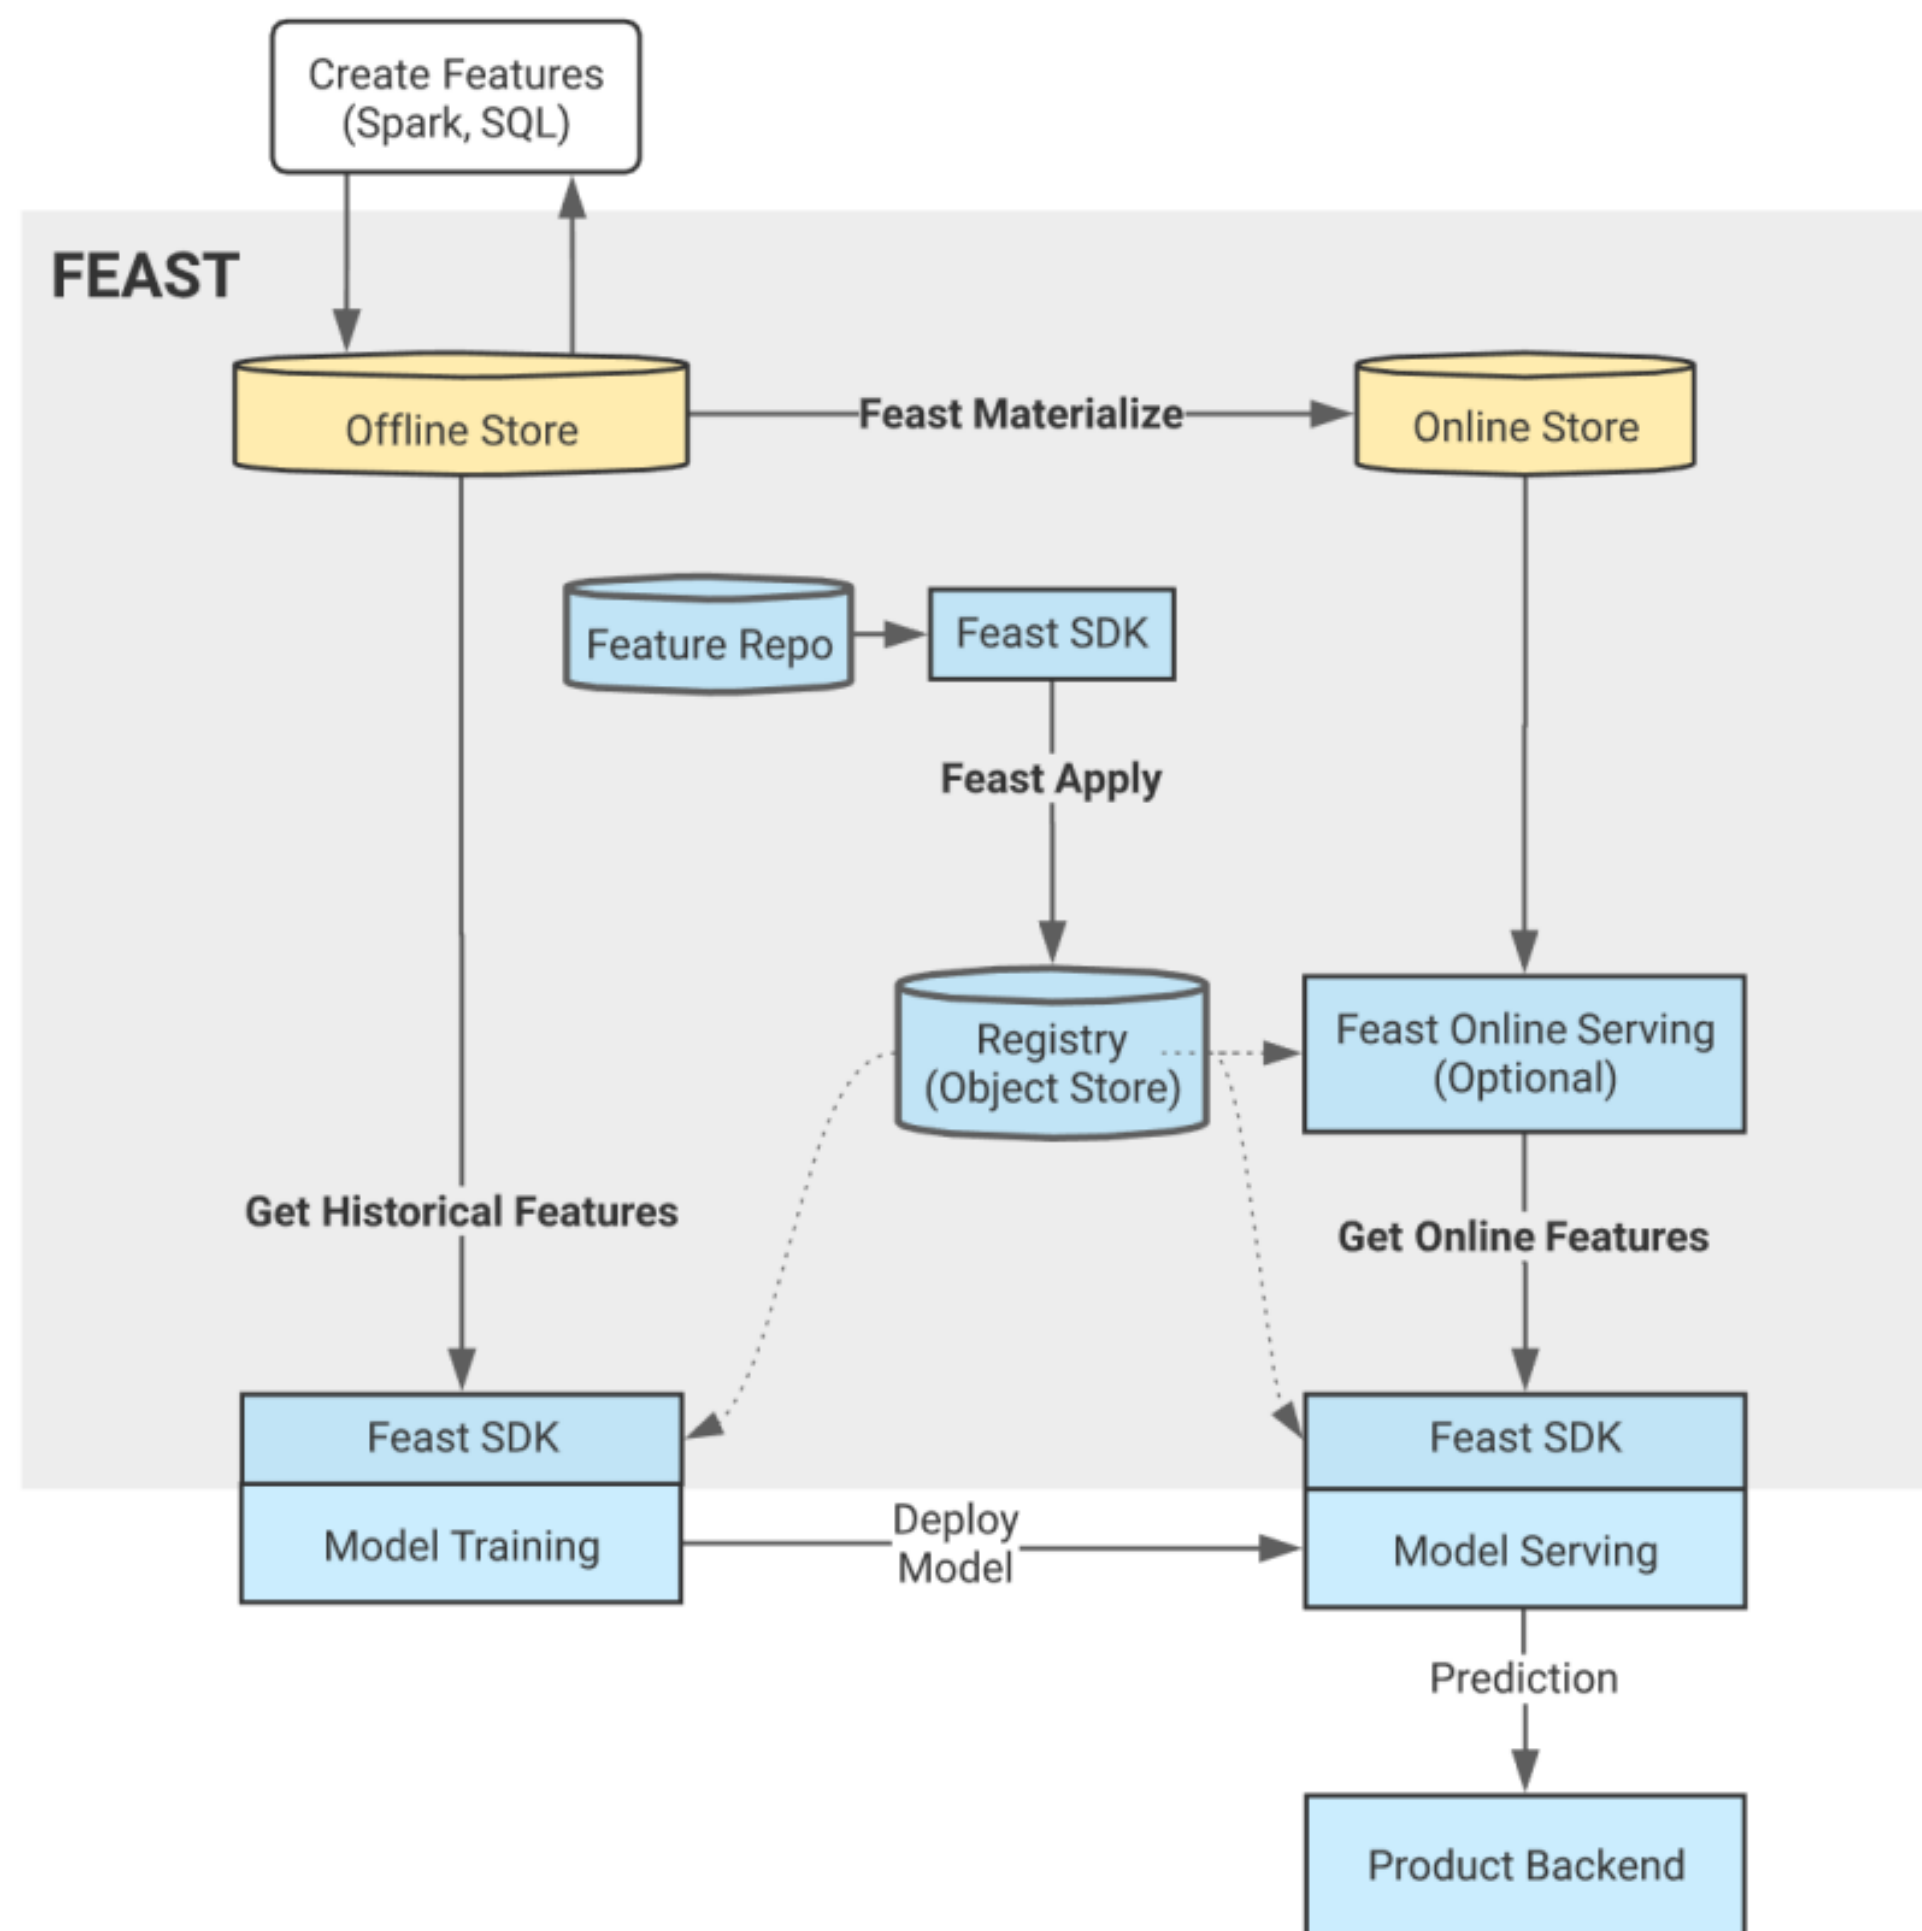 Create Features
(Spark, SQL)
FEAST
Offline Store
Feast Materialize
Online Store
Feature Repo
Feast SDK
Feast Apply
Registry
(Object Store)
Feast Online Serving
(Optional)
Get Historical Features
Get Online Features
Feast SDK
Feast SDK
Model Training
Deploy
Model
Model Serving
Prediction
Product Backend